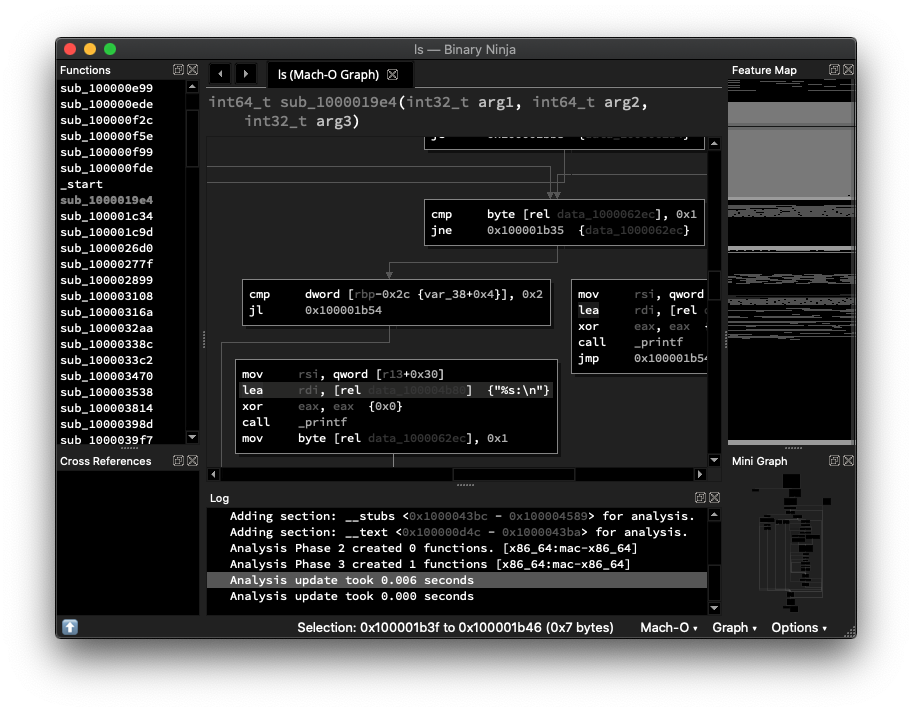 ls — Binary Ninja
Functions
sub_100000e99
sub_100000ede
sub_100000f2c
sub_100000f5e
sub_100000f99
sub_100000fde
_start
sub_1000019e4
sub_100001c34
sub_100001c9d
sub_1000026d0
sub_10000277f
sub_100002899
sub_100003108
sub_10000316a
sub_1000032aa
sub_10000338c
sub_1000033c2
sub_100003470
sub_100003538
sub_100003814
sub_10000398d
sub_1000039f7
Cross References
ls (Mach-O Graph)
int64_t sub_1000019e4(int32_t arg1, int64_t arg2,
int32_t arg3)
cmp byte [rel data_1000062ec], 0x1
jne 0x100001b35 {data_1000062ec}
cmp dword [rbp-0x2c {var_38+0x4}], 0x2
jl 0x100001b54
mov rsi, qword [r13+0x30]
lea rdi, [rel data_100004b80] {"%s:\n"}
xor eax, eax {0x0}
call _printf
mov byte [rel data_1000062ec], 0x1
mov rsi, qword
lea rdi, [rel
xor eax, eax
call _printf
jmp 0x100001b54
Log
Adding section: __stubs <0x1000043bc – 0x100004589> for analysis.
Adding section: __text <0x100000d4c – 0x1000043ba> for analysis.
Analysis Phase 2 created 0 functions. [x86_64:mac-x86_64]
Analysis Phase 3 created 1 functions [x86_64:mac-x86_64]
Analysis update took 0.006 seconds
Analysis update took 0.000 seconds
Feature Map
Mini Graph
Selection: 0x100001b3f to 0x100001b46 (0x7 bytes)
Mach-O
Graph
Options